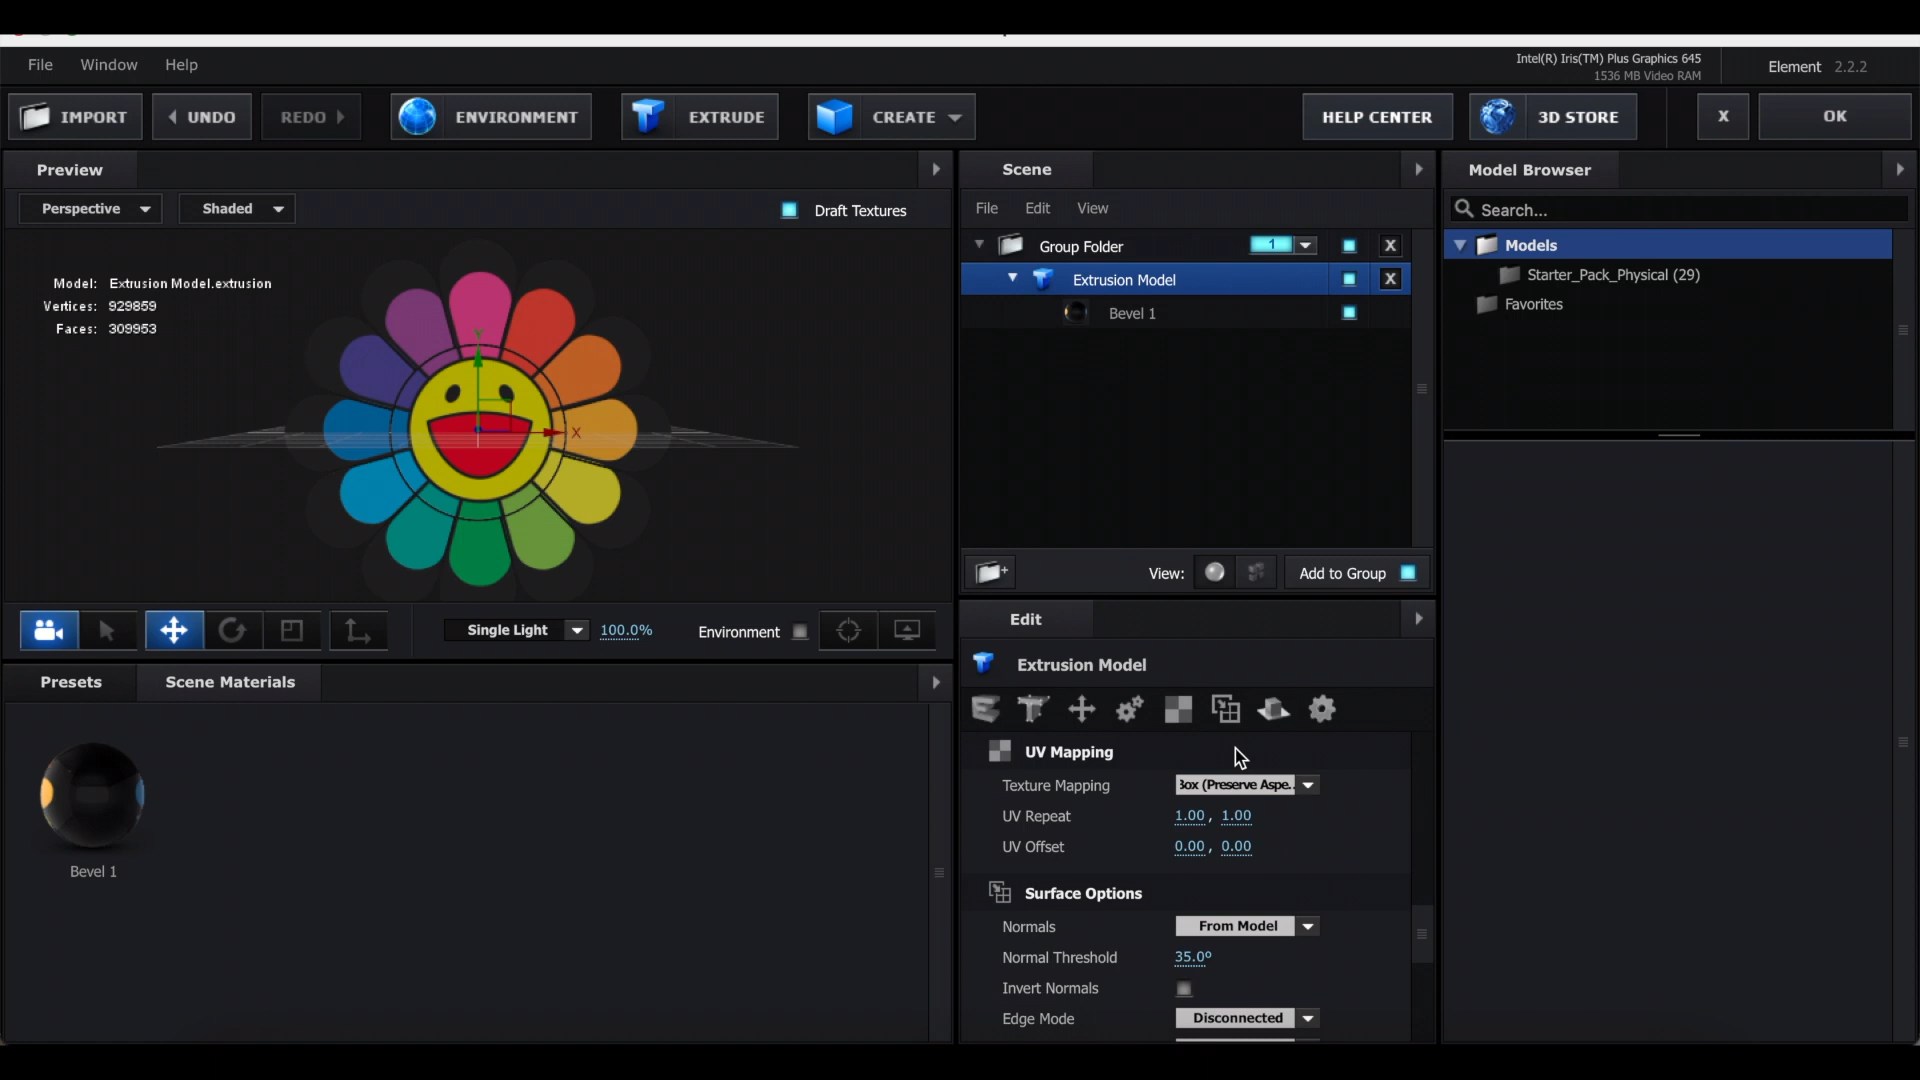 File Window Help
Intel(R) Iris(TM) Plus Graphics 645
1536 MB Video RAM
Element 2.2.2
IMPORT UNDO REDO ENVIRONMENT EXTRUDE CREATE HELP CENTER 3D STORE X OK
Preview
Perspective Shaded Draft Textures
Model: Extrusion Model.extrusion
Vertices: 929859
Faces: 309953
Y
X
Single Light 100.0% Environment
Presets Scene Materials
Bevel 1
Scene
File Edit View
Group Folder 1 X
Extrusion Model X
Bevel 1
View: Add to Group
Edit
Extrusion Model
UV Mapping
Texture Mapping Box (Preserve Aspe..
UV Repeat 1.00, 1.00
UV Offset 0.00, 0.00
Surface Options
Normals From Model
Normal Threshold 35.0º
Invert Normals
Edge Mode Disconnected
Model Browser
Search...
Models
Starter_Pack_Physical (29)
Favorites